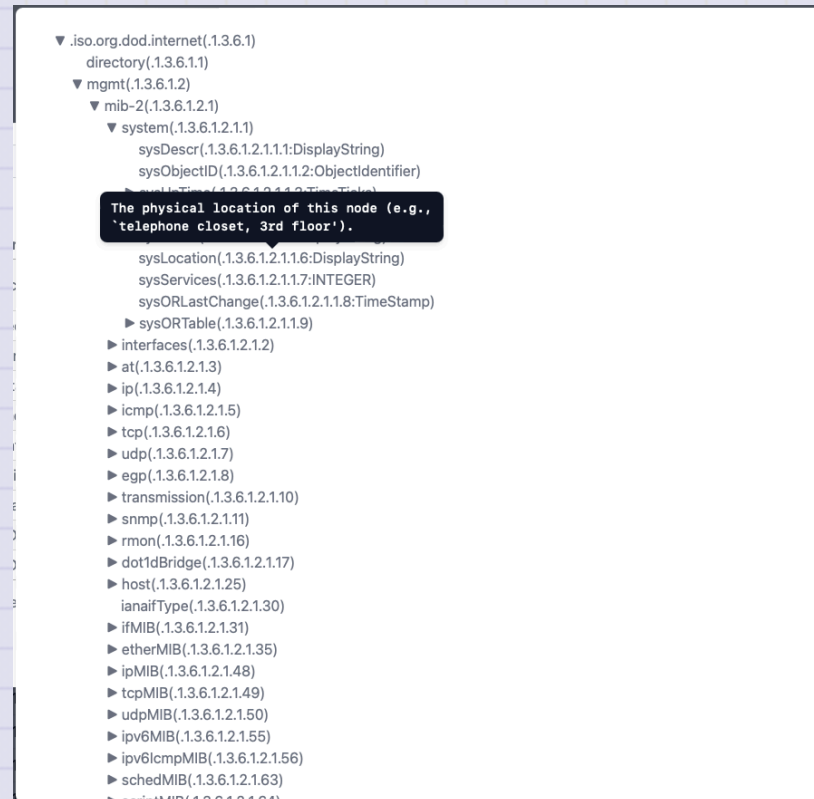 ▼ .iso.org.dod.internet(.1.3.6.1)
directory(.1.3.6.1.1)
▼ mgmt(.1.3.6.1.2)
▼ mib-2(.1.3.6.1.2.1)
▼ system(.1.3.6.1.2.1.1)
sysDescr(.1.3.6.1.2.1.1.1:DisplayString)
sysObjectID(.1.3.6.1.2.1.1.2:ObjectIdentifier)
▶ sysUpTime(.1.3.6.1.2.1.1.3:TimeTicks)
The physical location of this node (e.g.,
`telephone closet, 3rd floor').
sysLocation(.1.3.6.1.2.1.1.6:DisplayString)
sysServices(.1.3.6.1.2.1.1.7:INTEGER)
sysORLastChange(.1.3.6.1.2.1.1.8:TimeStamp)
▶ sysORTable(.1.3.6.1.2.1.1.9)
▶ interfaces(.1.3.6.1.2.1.2)
▶ at(.1.3.6.1.2.1.3)
▶ ip(.1.3.6.1.2.1.4)
▶ icmp(.1.3.6.1.2.1.5)
▶ tcp(.1.3.6.1.2.1.6)
▶ udp(.1.3.6.1.2.1.7)
▶ egp(.1.3.6.1.2.1.8)
▶ transmission(.1.3.6.1.2.1.10)
▶ snmp(.1.3.6.1.2.1.11)
▶ rmon(.1.3.6.1.2.1.16)
▶ dot1dBridge(.1.3.6.1.2.1.17)
▶ host(.1.3.6.1.2.1.25)
ianaifType(.1.3.6.1.2.1.30)
▶ ifMIB(.1.3.6.1.2.1.31)
▶ etherMIB(.1.3.6.1.2.1.35)
▶ ipMIB(.1.3.6.1.2.1.48)
▶ tcpMIB(.1.3.6.1.2.1.49)
▶ udpMIB(.1.3.6.1.2.1.50)
▶ ipv6MIB(.1.3.6.1.2.1.55)
▶ ipv6IcmpMIB(.1.3.6.1.2.1.56)
▶ schedMIB(.1.3.6.1.2.1.63)